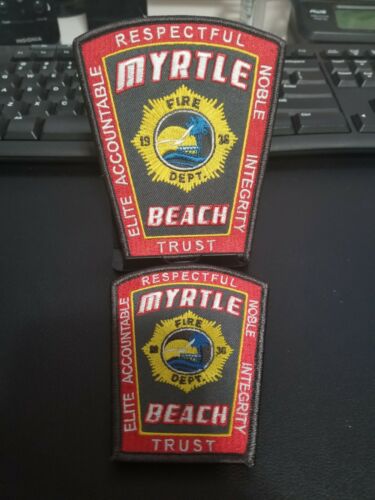 RESPECTFUL
ELITE ACCOUNTABLE
MYRTLE
NOBLE INTEGRITY
FIRE
19 36
DEPT.
BEACH
TRUST
RESPECTFUL
ELITE ACCOUNTABLE
MYRTLE
NOBLE INTEGRITY
FIRE
36
DEPT.
BEACH
TRUST